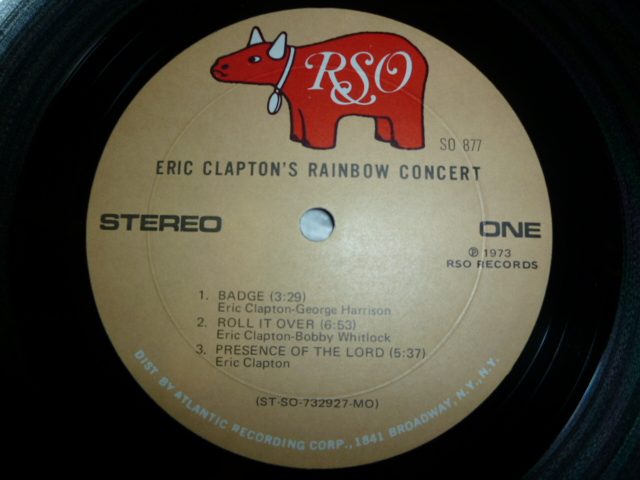 RSO
SO 877
ERIC CLAPTON'S RAINBOW CONCERT
STEREO
ONE
℗ 1973
RSO RECORDS
1. BADGE (3:29)
Eric Clapton-George Harrison
2. ROLL IT OVER (6:53)
Eric Clapton-Bobby Whitlock
3. PRESENCE OF THE LORD (5:37)
Eric Clapton
(ST-SO-732927-MO)
DIST. BY ATLANTIC RECORDING CORP., 1841 BROADWAY, N.Y., N.Y.